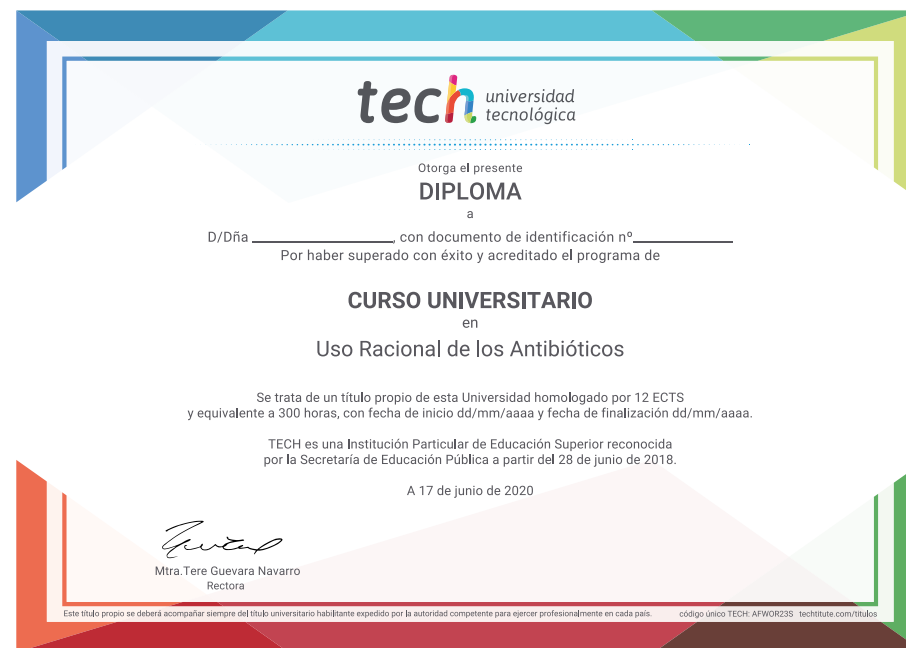 tech universidad
tecnológica
Otorga el presente
DIPLOMA
a
D/Dña ____________________, con documento de identificación nº______________
Por haber superado con éxito y acreditado el programa de
CURSO UNIVERSITARIO
en
Uso Racional de los Antibióticos
Se trata de un título propio de esta Universidad homologado por 12 ECTS
y equivalente a 300 horas, con fecha de inicio dd/mm/aaaa y fecha de finalización dd/mm/aaaa.
TECH es una Institución Particular de Educación Superior reconocida
por la Secretaría de Educación Pública a partir del 28 de junio de 2018.
A 17 de junio de 2020
Mtra.Tere Guevara Navarro
Rectora
Este título propio se deberá acompañar siempre del título universitario habilitante expedido por la autoridad competente para ejercer profesionalmente en cada país. código único TECH: AFWOR23S techtitute.com/titulos